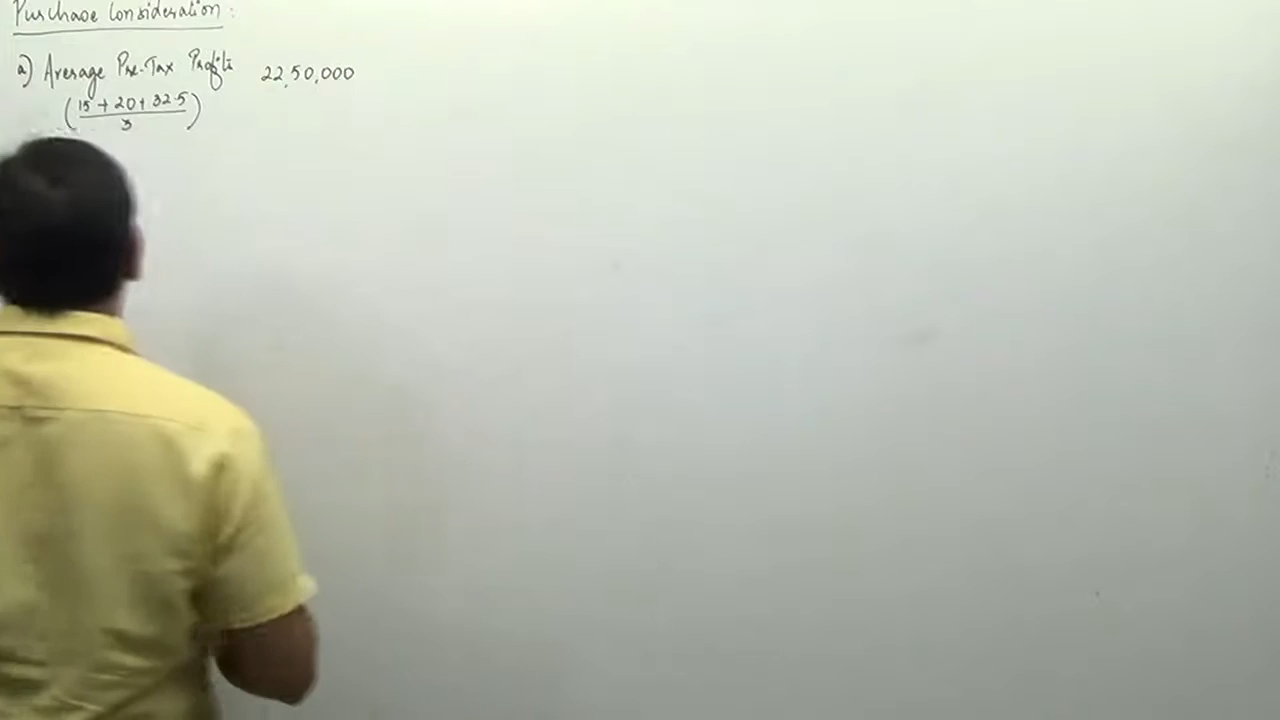 Purchase Consideration:
a) Average Pre-Tax Profits 22,50,000
(15 + 20 + 32.5 / 3)